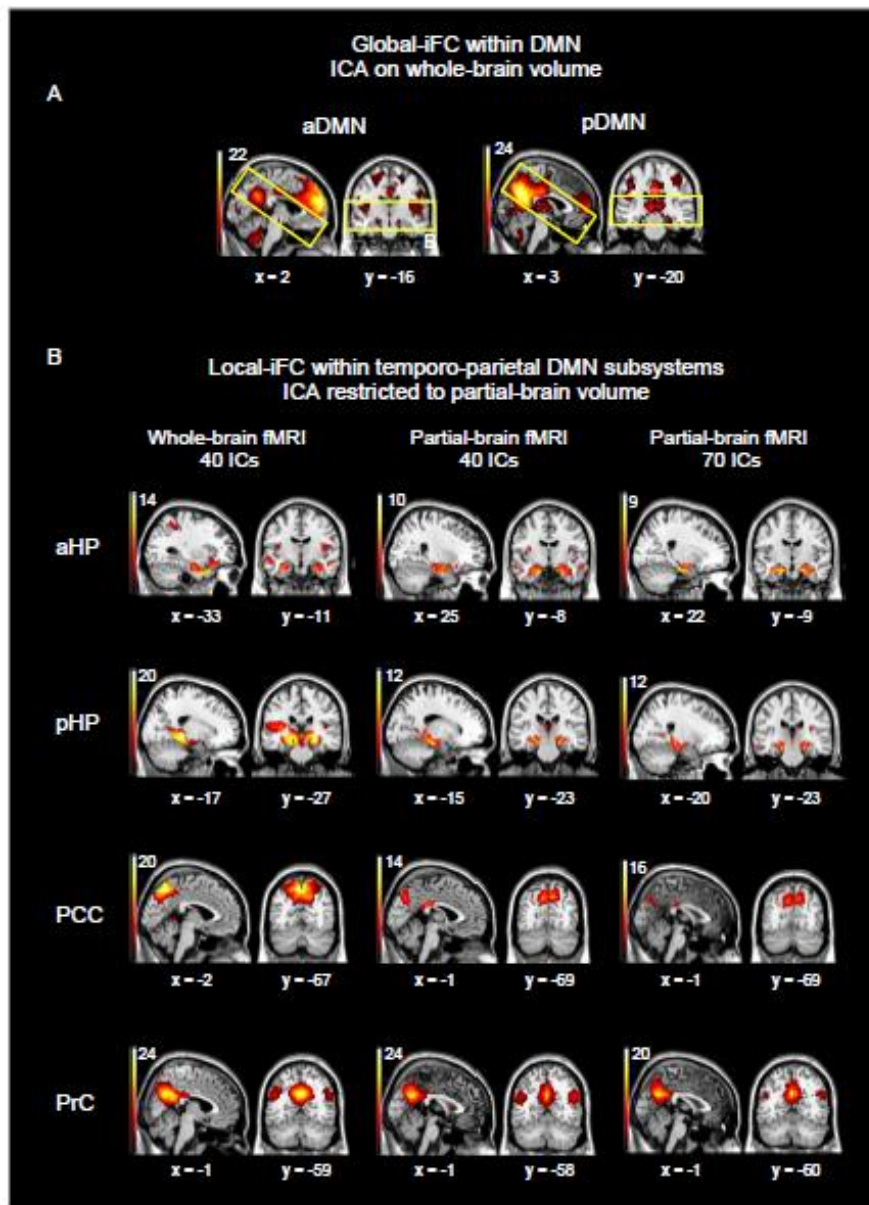 Global-iFC within DMN
ICA on whole-brain volume
A
aDMN
pDMN
22
24
x = 2
y = -16
x = 3
y = -20
B
Local-iFC within temporo-parietal DMN subsystems
ICA restricted to partial-brain volume
Whole-brain fMRI
40 ICs
Partial-brain fMRI
40 ICs
Partial-brain fMRI
70 ICs
aHP
14
10
9
x = -33
y = -11
x = 25
y = -8
x = 22
y = -9
pHP
20
12
12
x = -17
y = -27
x = -15
y = -23
x = -20
y = -23
PCC
20
14
16
x = -2
y = -67
x = -1
y = -69
x = -1
y = -69
PrC
24
24
20
x = -1
y = -59
x = -1
y = -58
x = -1
y = -60